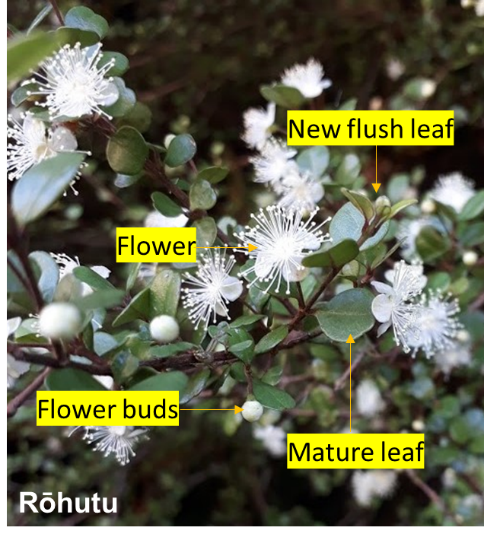 New flush leaf
Flower
Flower buds
Mature leaf
Rōhutu